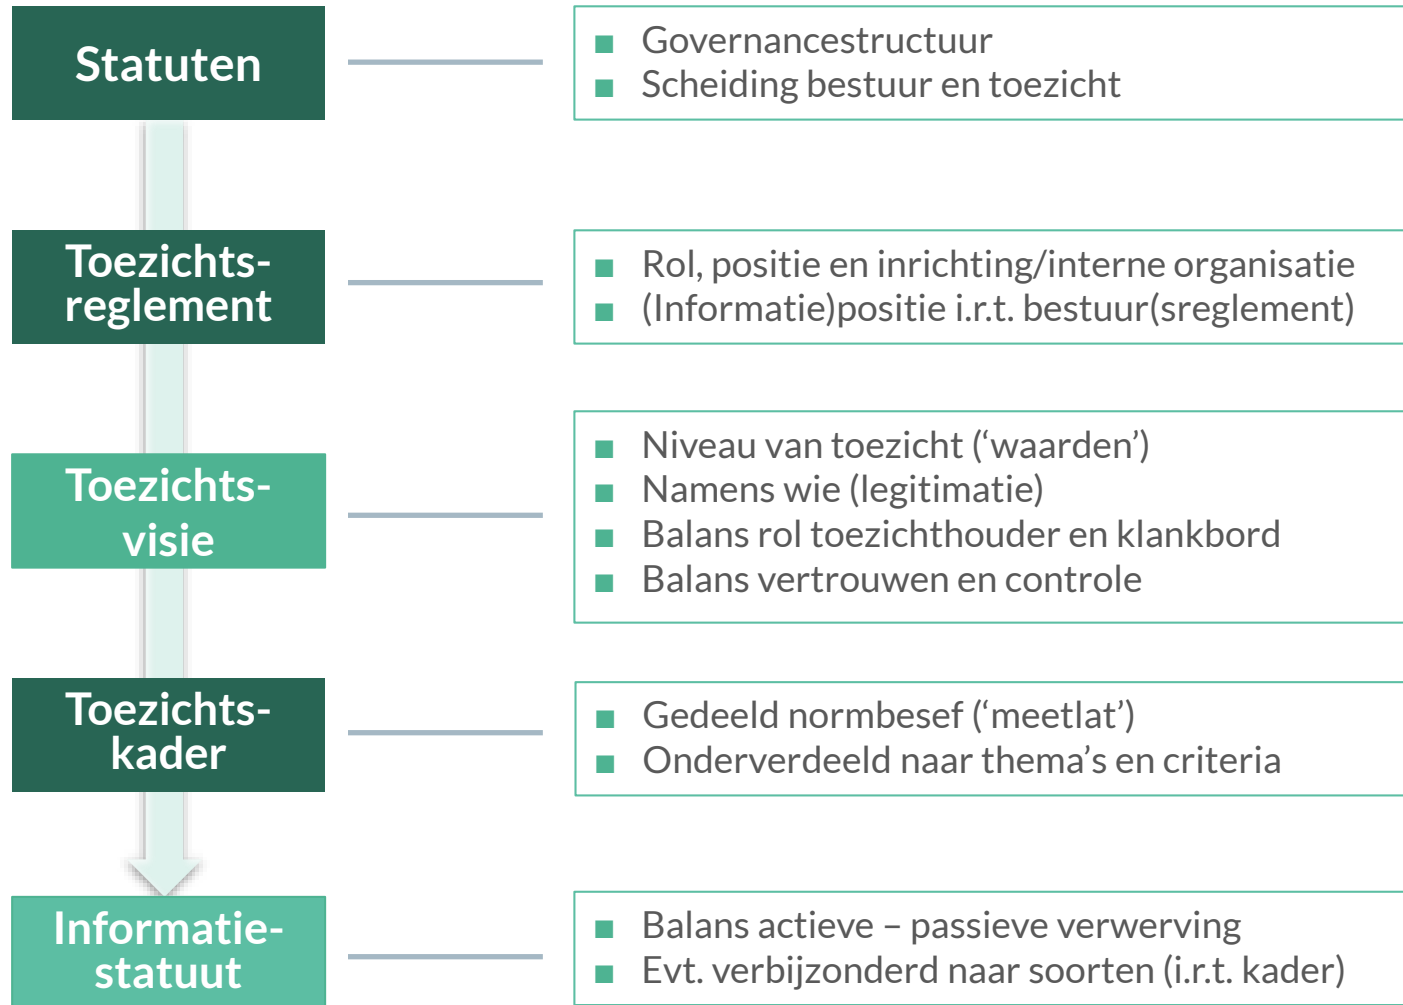 Statuten
■ Governancestructuur
■ Scheiding bestuur en toezicht
Toezichts-
reglement
■ Rol, positie en inrichting/interne organisatie
■ (Informatie)positie i.r.t. bestuur(sreglement)
Toezichts-
visie
■ Niveau van toezicht (‘waarden’)
■ Namens wie (legitimatie)
■ Balans rol toezichthouder en klankbord
■ Balans vertrouwen en controle
Toezichts-
kader
■ Gedeeld normbesef (‘meetlat’)
■ Onderverdeeld naar thema’s en criteria
Informatie-
statuut
■ Balans actieve – passieve verwerving
■ Evt. verbijzonderd naar soorten (i.r.t. kader)